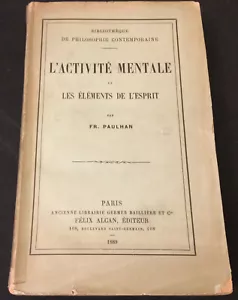 BIBLIOTHÈQUE
DE PHILOSOPHIE CONTEMPORAINE
L'ACTIVITÉ MENTALE
ET
LES ÉLÉMENTS DE L'ESPRIT
PAR
FR. PAULHAN
PARIS
ANCIENNE LIBRAIRIE GERMER BAILLIÈRE ET Cie
FÉLIX ALCAN, ÉDITEUR
108, BOULEVARD SAINT-GERMAIN, 108
1889